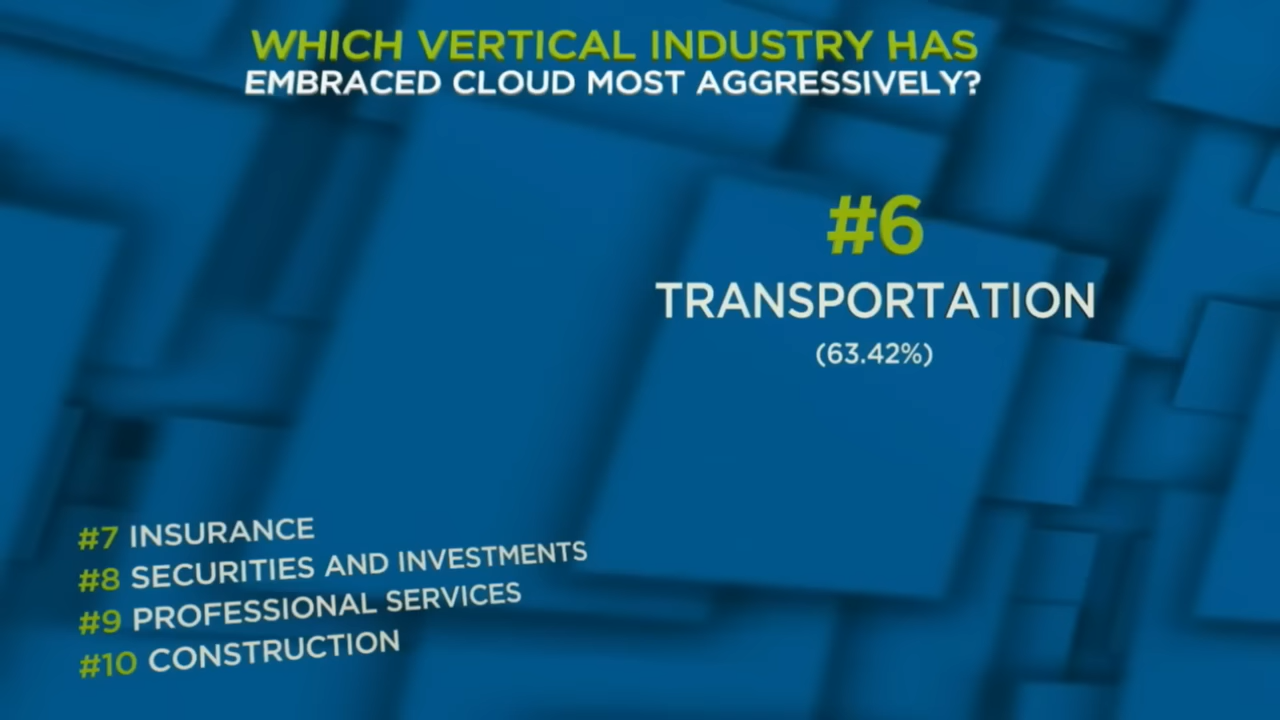 WHICH VERTICAL INDUSTRY HAS
EMBRACED CLOUD MOST AGGRESSIVELY?
#6
TRANSPORTATION
(63.42%)
#7 INSURANCE
#8 SECURITIES AND INVESTMENTS
#9 PROFESSIONAL SERVICES
#10 CONSTRUCTION